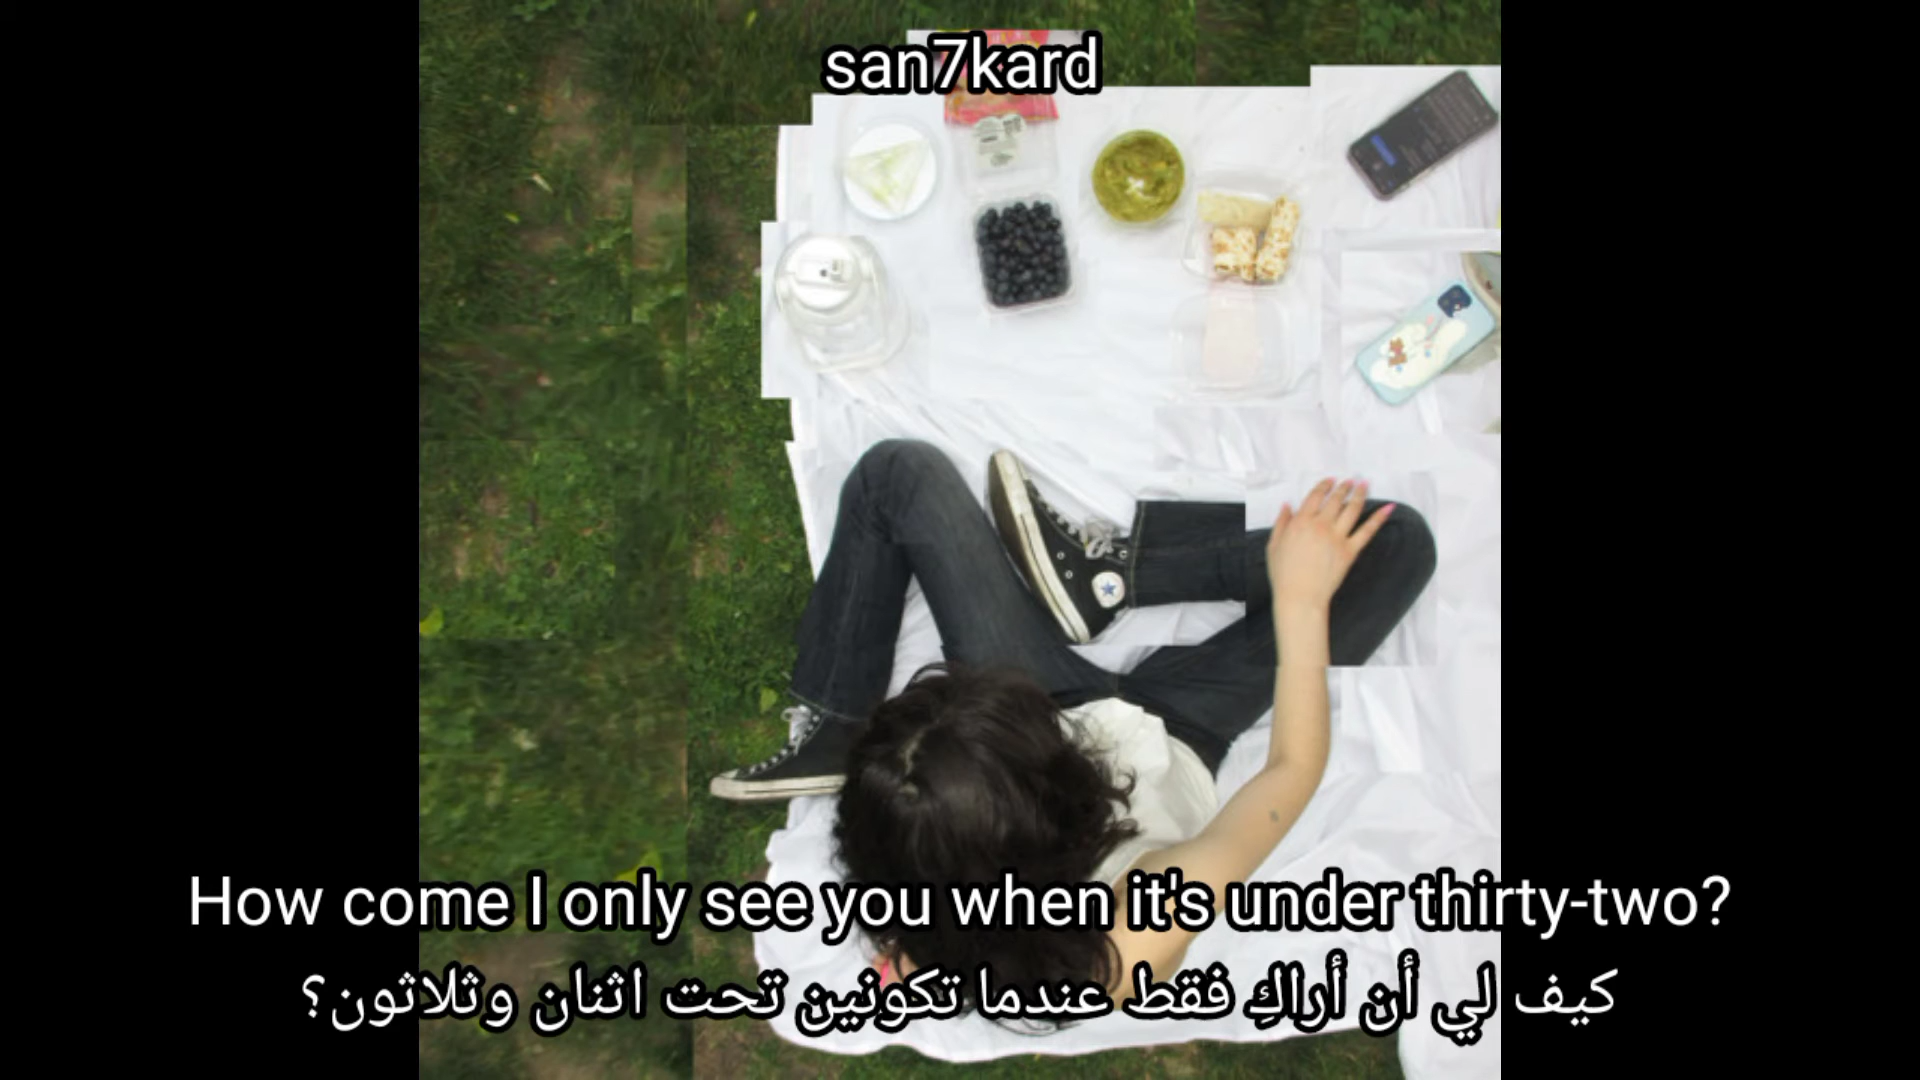 san7kard
How come I only see you when it's under thirty-two?
كيف لي أن أراكِ فقط عندما تكونين تحت اثنان وثلاثون؟